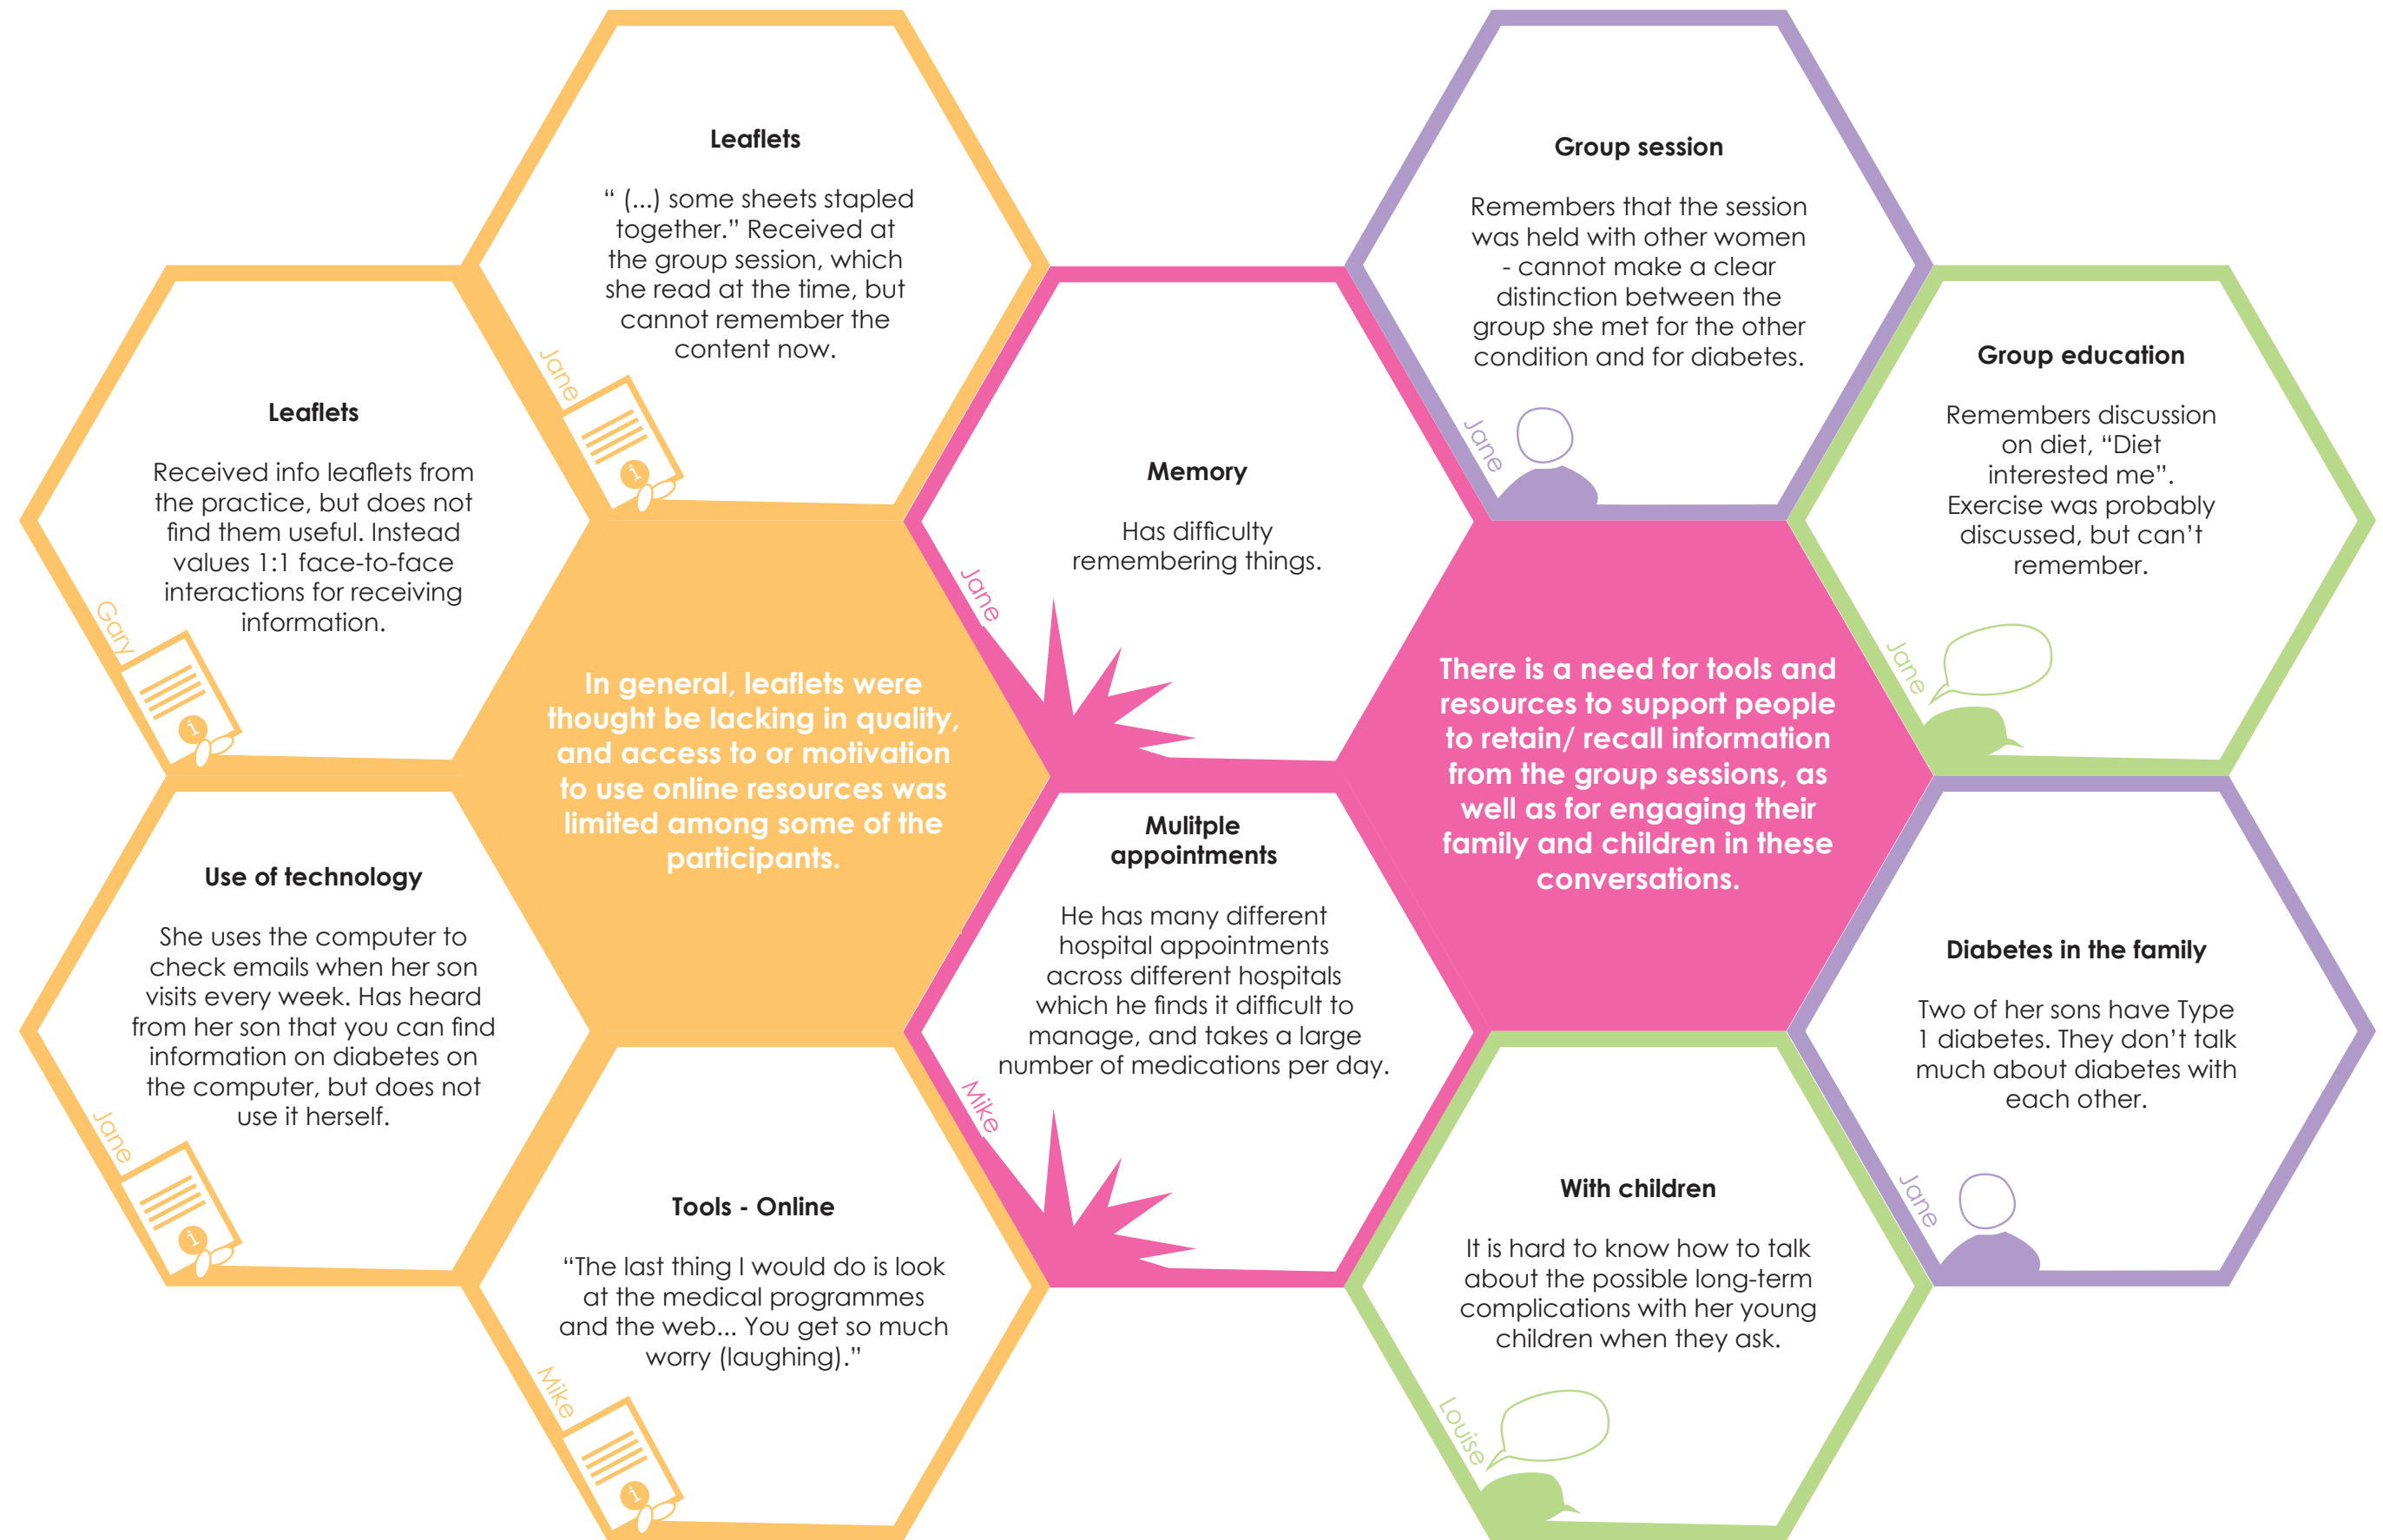 Leaflets
“ (...) some sheets stapled
together.” Received at
the group session, which
she read at the time, but
cannot remember the
content now.
Jane
Group session
Remembers that the session
was held with other women
- cannot make a clear
distinction between the
group she met for the other
condition and for diabetes.
Jane
Leaflets
Received info leaflets from
the practice, but does not
find them useful. Instead
values 1:1 face-to-face
interactions for receiving
information.
Gary
i
Memory
Has difficulty
remembering things.
Jane
i
Group education
Remembers discussion
on diet, “Diet
interested me”.
Exercise was probably
discussed, but can’t
remember.
Jane
In general, leaflets were
thought be lacking in quality,
and access to or motivation
to use online resources was
limited among some of the
participants.
There is a need for tools and
resources to support people
to retain/ recall information
from the group sessions, as
well as for engaging their
family and children in these
conversations.
Use of technology
She uses the computer to
check emails when her son
visits every week. Has heard
from her son that you can find
information on diabetes on
the computer, but does not
use it herself.
Jane
i
Mulitple
appointments
He has many different
hospital appointments
across different hospitals
which he finds it difficult to
manage, and takes a large
number of medications per day.
Mike
Diabetes in the family
Two of her sons have Type
1 diabetes. They don’t talk
much about diabetes with
each other.
Jane
Tools - Online
“The last thing I would do is look
at the medical programmes
and the web... You get so much
worry (laughing).”
Mike
i
With children
It is hard to know how to talk
about the possible long-term
complications with her young
children when they ask.
Louise